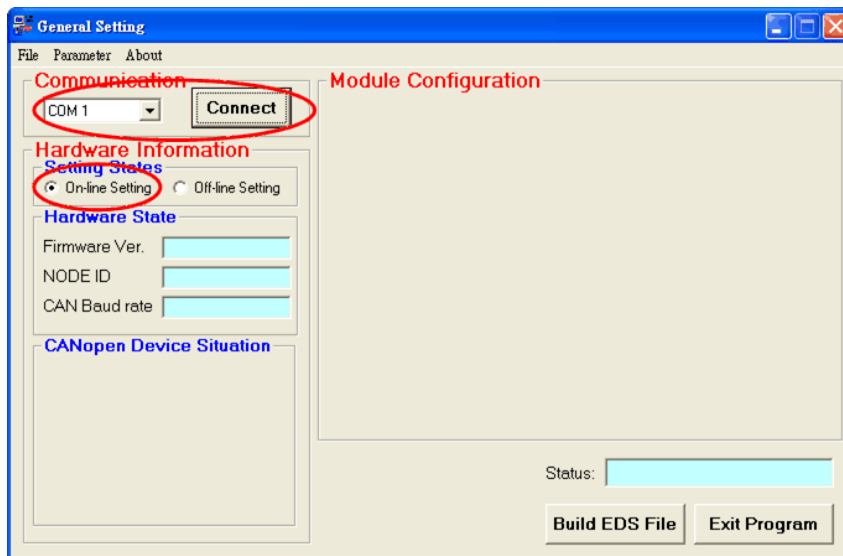 General Setting
File Parameter About
Communication
COM 1
Connect
Hardware Information
Setting States
On-line Setting
Off-line Setting
Hardware State
Firmware Ver.
NODE ID
CAN Baud rate
CANopen Device Situation
Module Configuration
Status:
Build EDS File
Exit Program